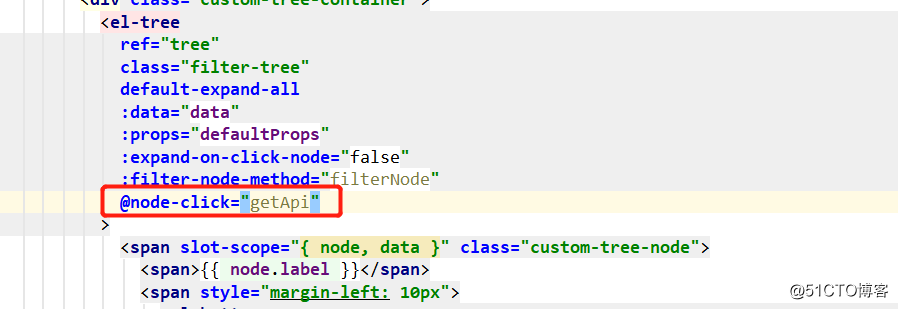 <div class="custom-tree-container">
<el-tree
ref="tree"
class="filter-tree"
default-expand-all
:data="data"
:props="defaultProps"
:expand-on-click-node="false"
:filter-node-method="filterNode"
@node-click="getApi"
>
<span slot-scope="{ node, data }" class="custom-tree-node">
<span>{{ node.label }}</span>
<span style="margin-left: 10px">
@51CTO博客